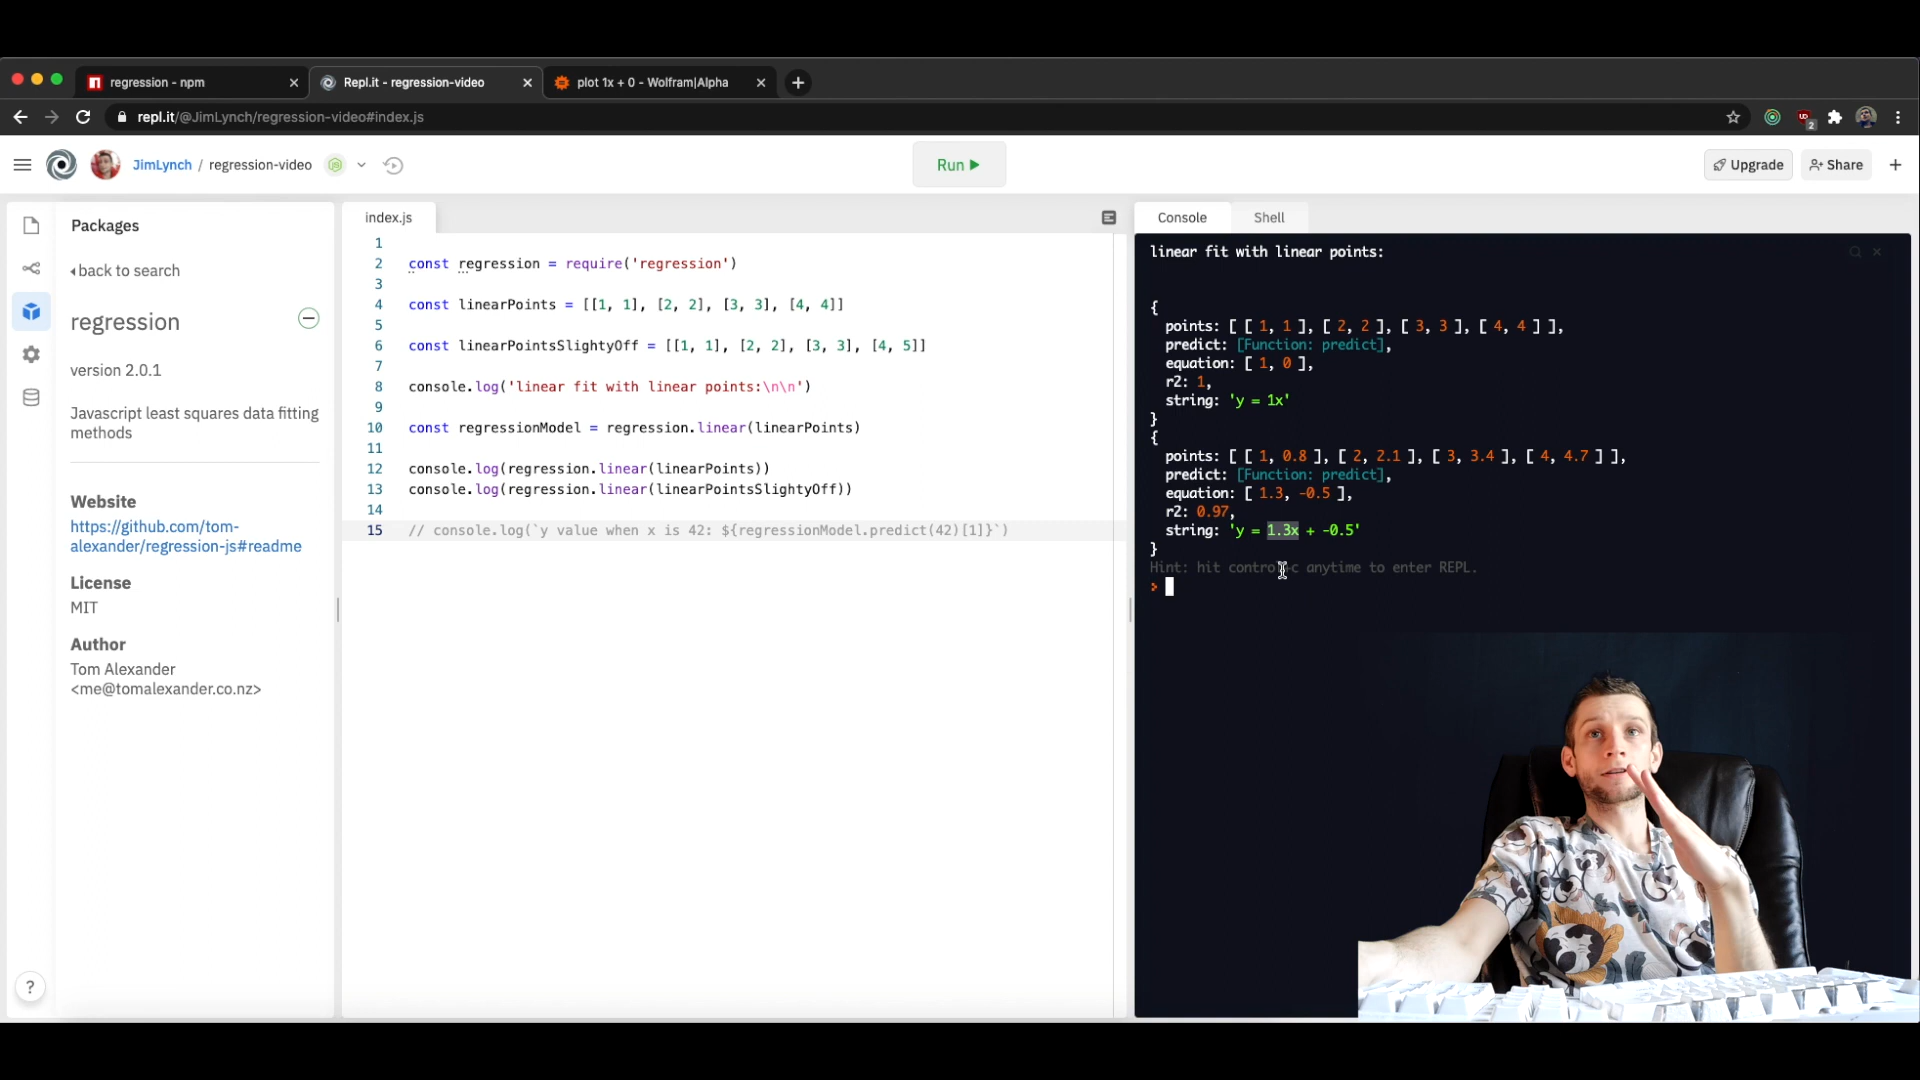 regression - npm
Repl.it - regression-video
plot 1x + 0 - Wolfram|Alpha
repl.it/@JimLynch/regression-video#index.js
2
JimLynch / regression-video
Run
Upgrade
Share
Packages
back to search
regression
version 2.0.1
Javascript least squares data fitting
methods
Website
https://github.com/tom-
alexander/regression-js#readme
License
MIT
Author
Tom Alexander
<me@tomalexander.co.nz>
?
index.js
1
2 const regression = require('regression')
3
4 const linearPoints = [[1, 1], [2, 2], [3, 3], [4, 4]]
5
6 const linearPointsSlightyOff = [[1, 1], [2, 2], [3, 3], [4, 5]]
7
8 console.log('linear fit with linear points:\n\n')
9
10 const regressionModel = regression.linear(linearPoints)
11
12 console.log(regression.linear(linearPoints))
13 console.log(regression.linear(linearPointsSlightyOff))
14
15 // console.log(`y value when x is 42: ${regressionModel.predict(42)[1]}`)
Console
Shell
linear fit with linear points:
{
points: [ [ 1, 1 ], [ 2, 2 ], [ 3, 3 ], [ 4, 4 ] ],
predict: [Function: predict],
equation: [ 1, 0 ],
r2: 1,
string: 'y = 1x'
}
{
points: [ [ 1, 0.8 ], [ 2, 2.1 ], [ 3, 3.4 ], [ 4, 4.7 ] ],
predict: [Function: predict],
equation: [ 1.3, -0.5 ],
r2: 0.97,
string: 'y = 1.3x + -0.5'
}
Hint: hit control+c anytime to enter REPL.
>